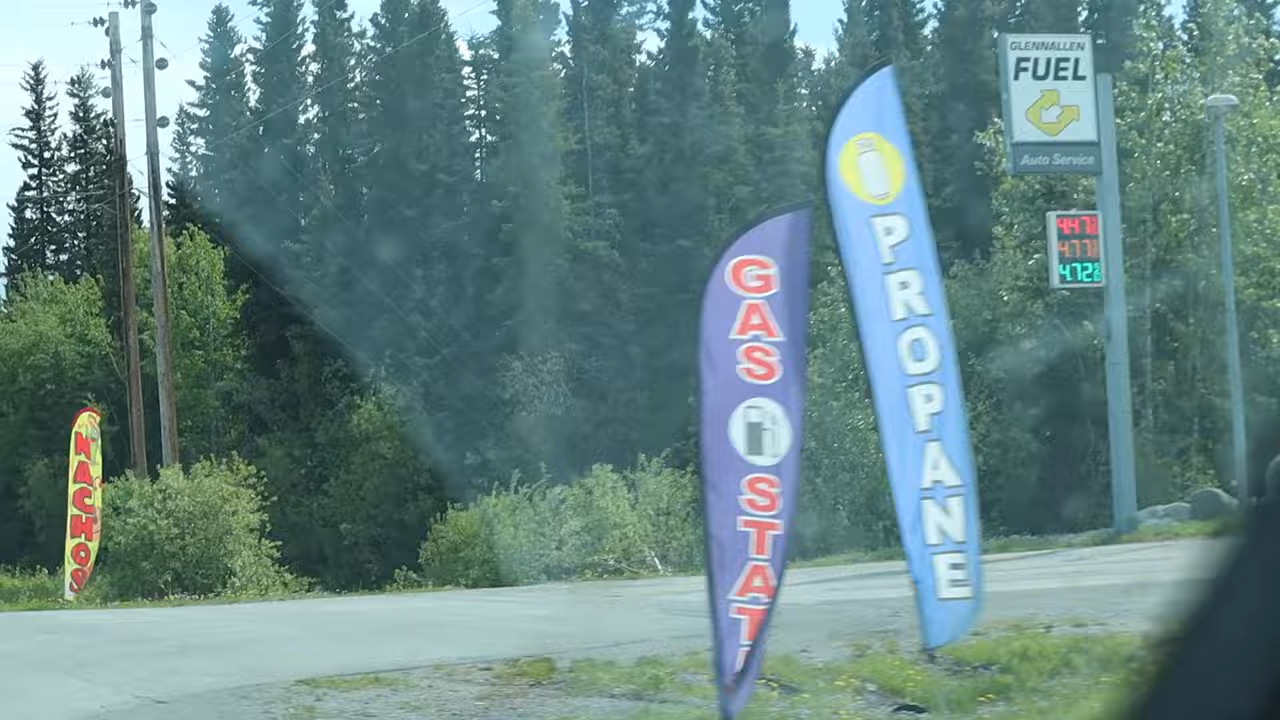 GLENNALLEN
FUEL
Auto Service
4.47
4.77
4.72
PROPANE
GAS
STAT
NACHOS